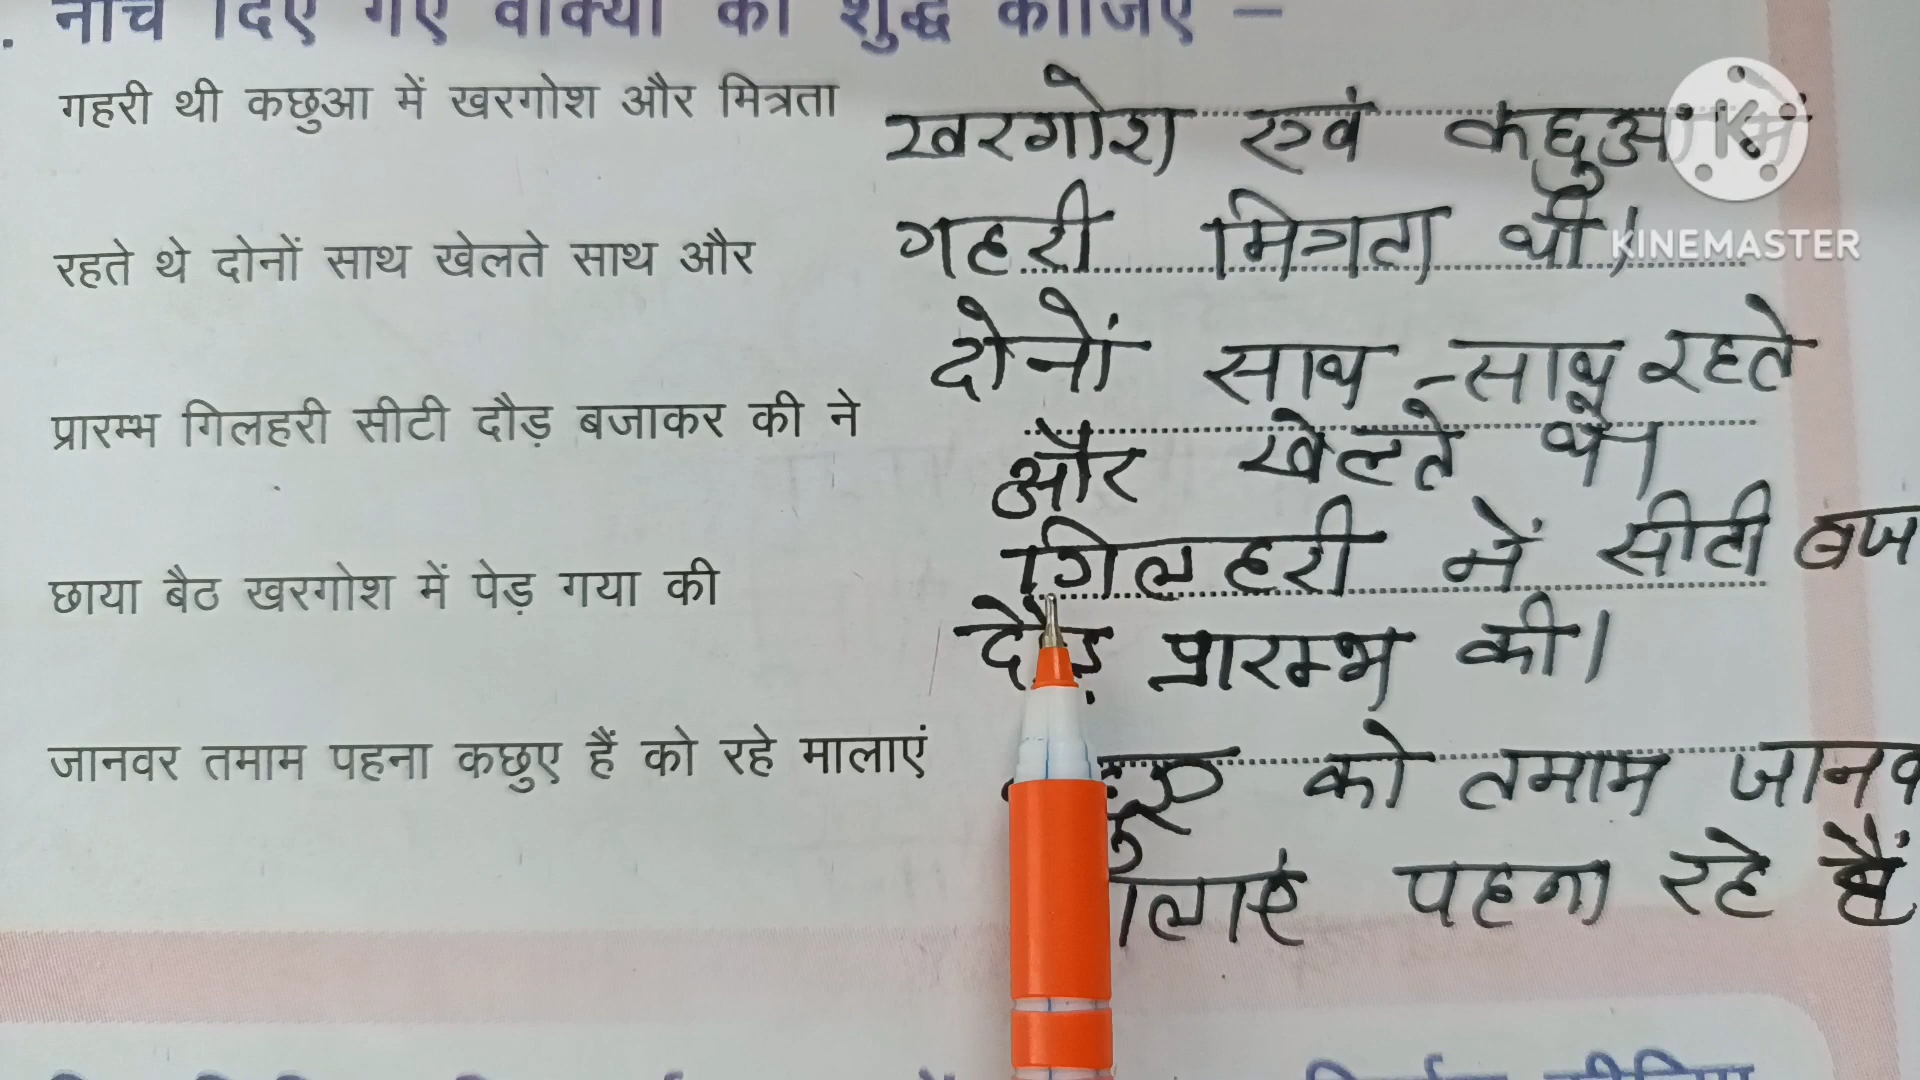 नीचे दिए गए वाक्यों को शुद्ध कीजिए –
गहरी थी कछुआ में खरगोश और मित्रता
खरगोश एवं कछुआ में
गहरी मित्रता थी।
KINEMASTER
रहते थे दोनों साथ खेलते साथ और
दोनों साथ -साथ रहते
और खेलते थे।
प्रारम्भ गिलहरी सीटी दौड़ बजाकर की ने
गिलहरी नें सीटी बज
दौड़ प्रारम्भ की।
छाया बैठ खरगोश में पेड़ गया की
जानवर तमाम पहना कछुए हैं को रहे मालाएं
को तमाम जानव
पहना रहे हैं